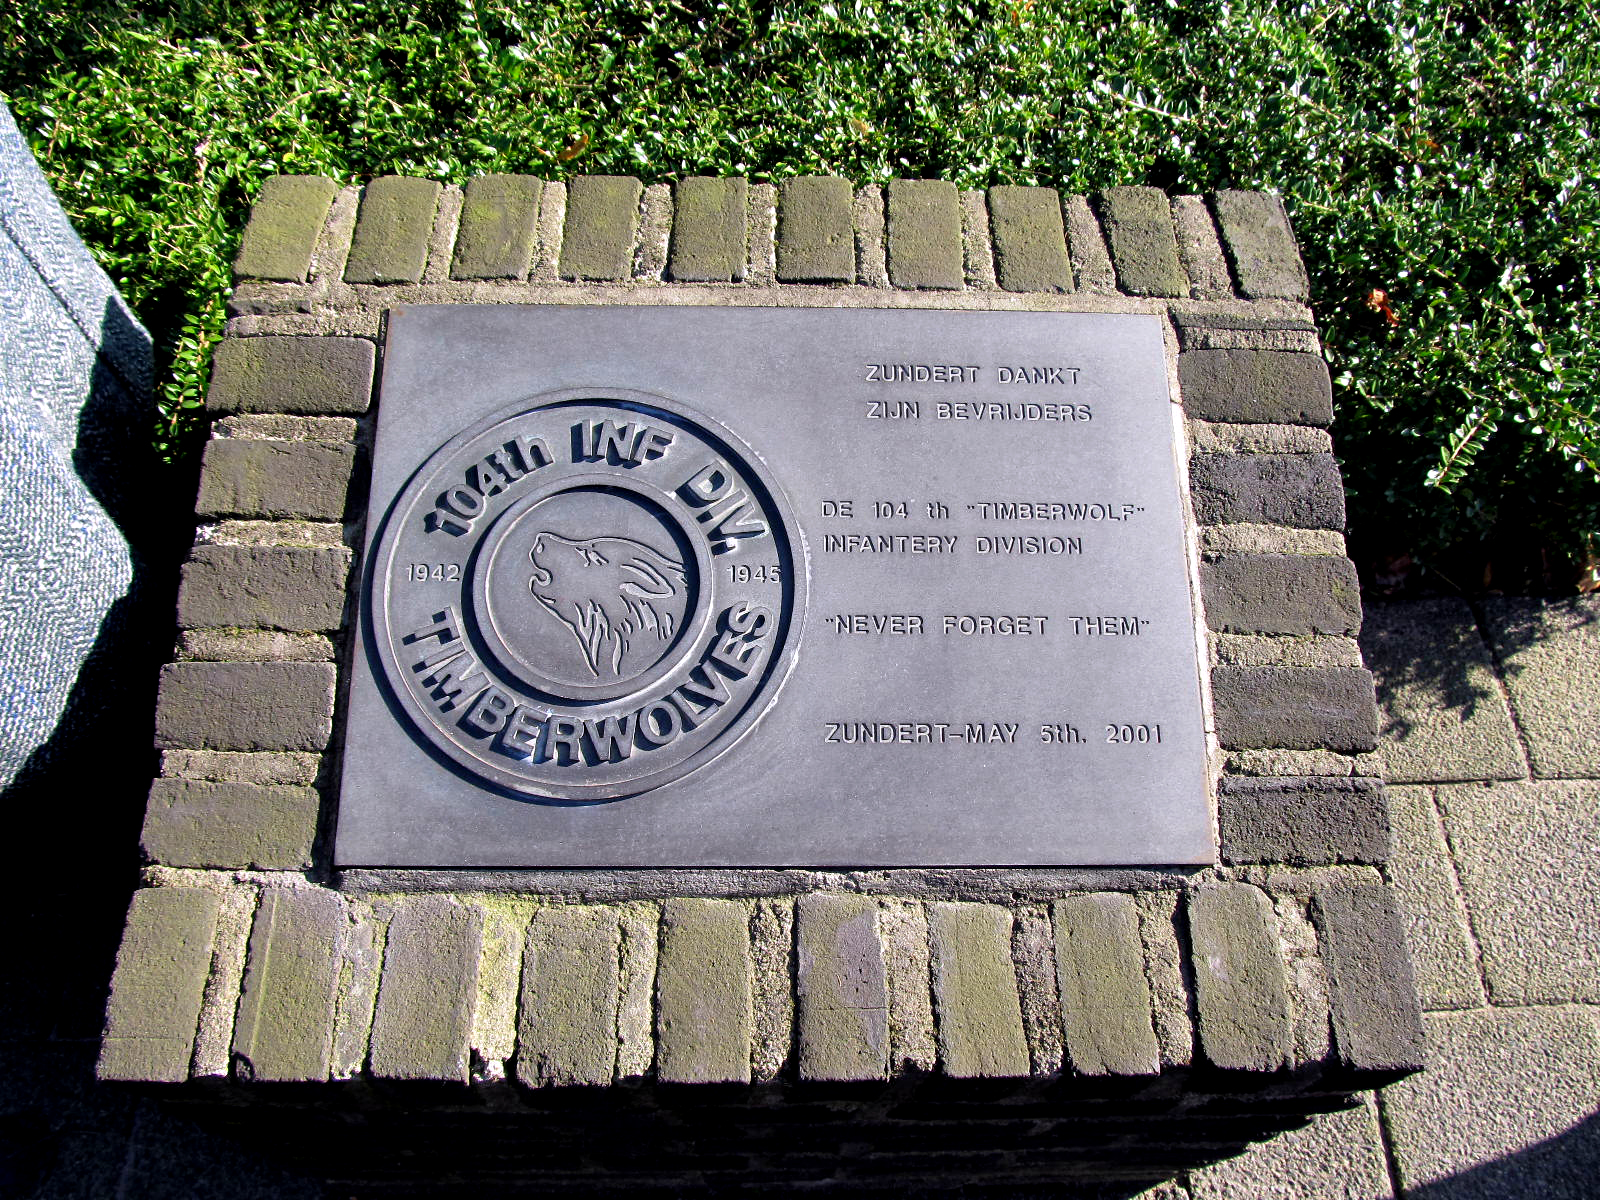 104th INF DIV.
1942 1945
TIMBERWOLVES
ZUNDERT DANKT
ZIJN BEVRIJDERS
DE 104 th "TIMBERWOLF"
INFANTERY DIVISION
"NEVER FORGET THEM"
ZUNDERT-MAY 5th. 2001